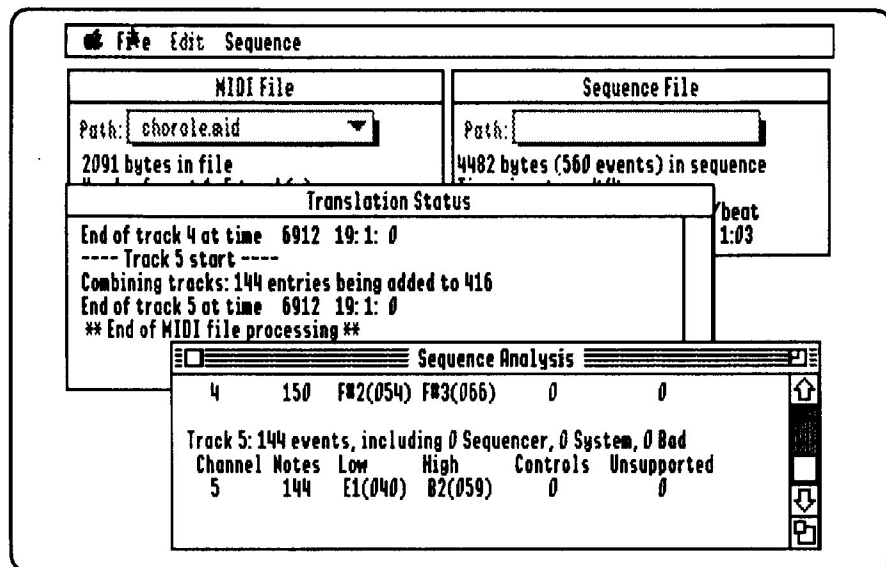 File Edit Sequence
MIDI File
Path: chorale.mid
2091 bytes in file
Sequence File
Path:
4482 bytes (560 events) in sequence
/beat
1:03
Translation Status
End of track 4 at time 6912 19: 1: 0
---- Track 5 start ----
Combining tracks: 144 entries being added to 416
End of track 5 at time 6912 19: 1: 0
** End of MIDI file processing **
Sequence Analysis
4 150 F#2(054) F#3(066) 0 0
Track 5: 144 events, including 0 Sequencer, 0 System, 0 Bad
Channel Notes Low High Controls Unsupported
5 144 E1(040) B2(059) 0 0